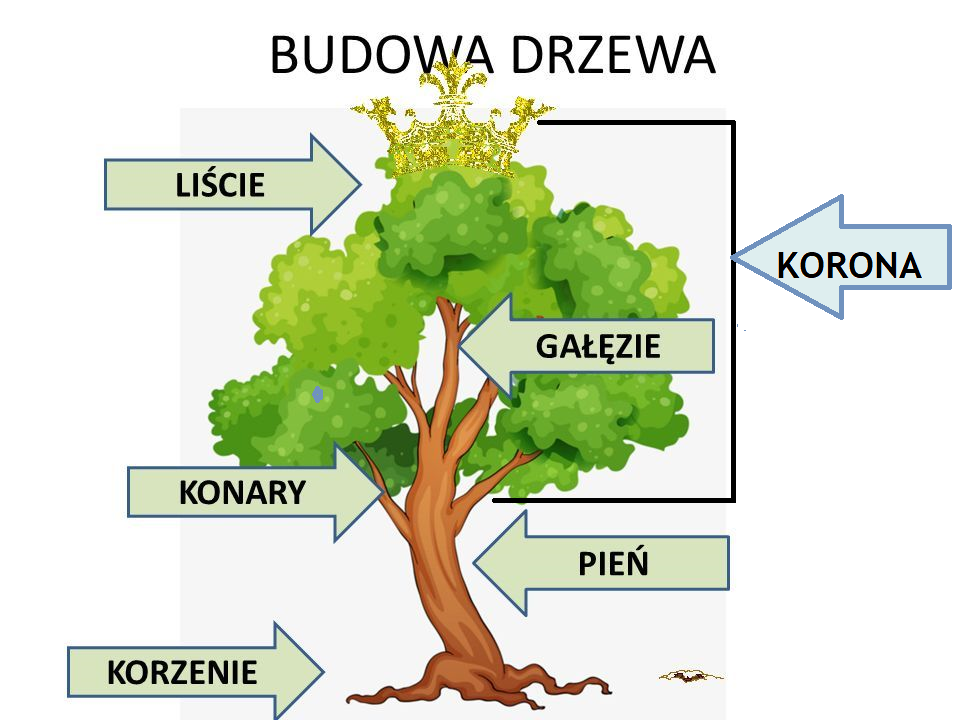 BUDOWA DRZEWA
LIŚCIE
KORONA
GAŁĘZIE
KONARY
PIEŃ
KORZENIE